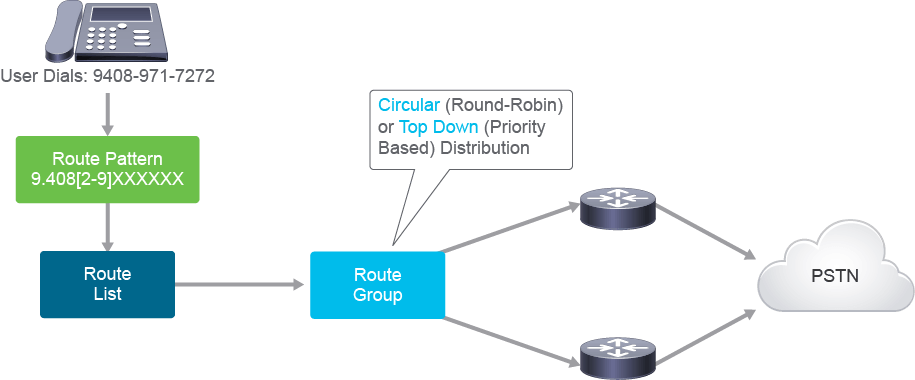 User Dials: 9408-971-7272
Route Pattern
9.408[2-9]XXXXXX
Route
List
Circular (Round-Robin)
or Top Down (Priority
Based) Distribution
Route
Group
PSTN